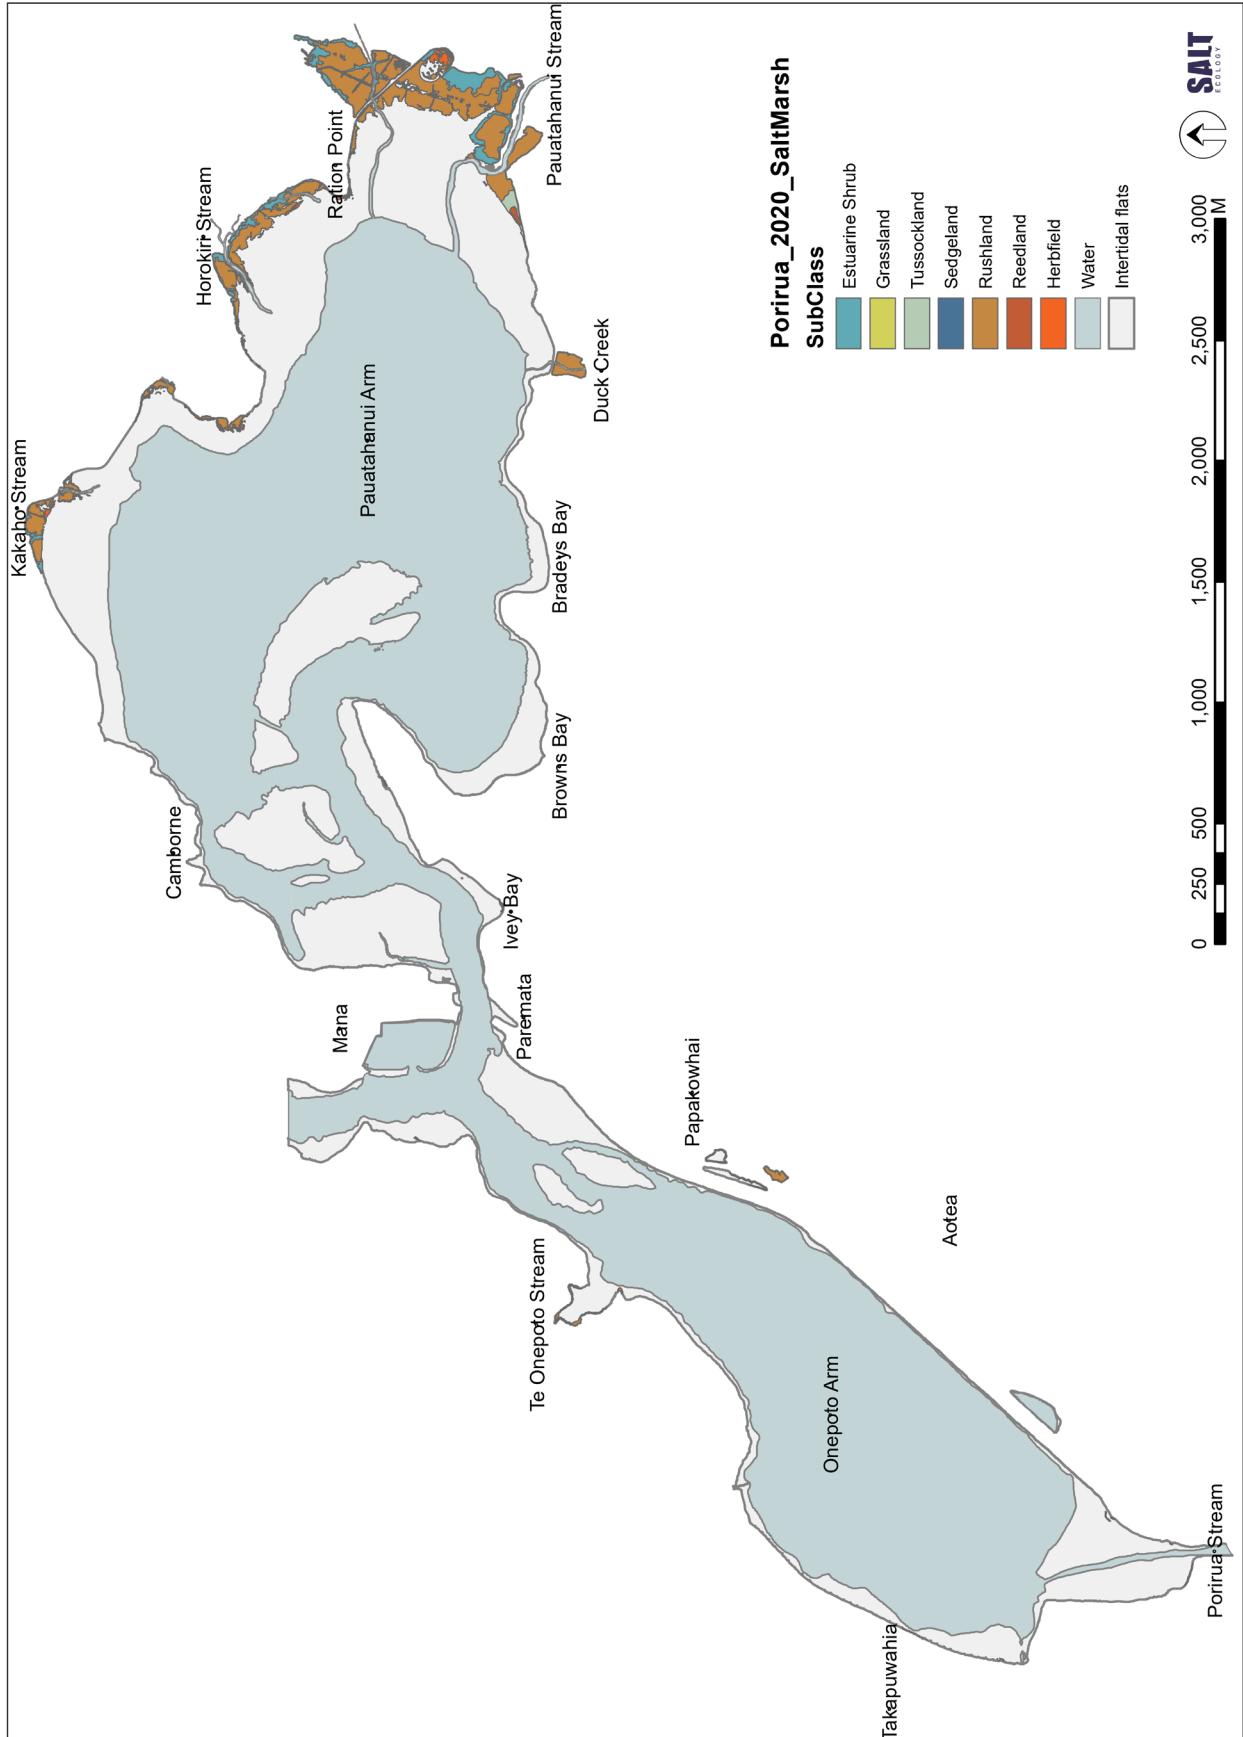 Kakaho Stream
Horokiri Stream
Ration Point
Pauatahanui Stream
Pauatahanui Arm
Duck Creek
Camborne
Bradeys Bay
Browns Bay
Ivey Bay
Mana
Paremata
Papakowhai
Te Onepoto Stream
Aotea
Onepoto Arm
Takapuwahia
Porirua Stream
Porirua_2020_SaltMarsh
SubClass
Estuarine Shrub
Grassland
Tussockland
Sedgeland
Rushland
Reedland
Herbfield
Water
Intertidal flats
0 250 500 1,000 1,500 2,000 2,500 3,000
M
SALT
ECOLOGY